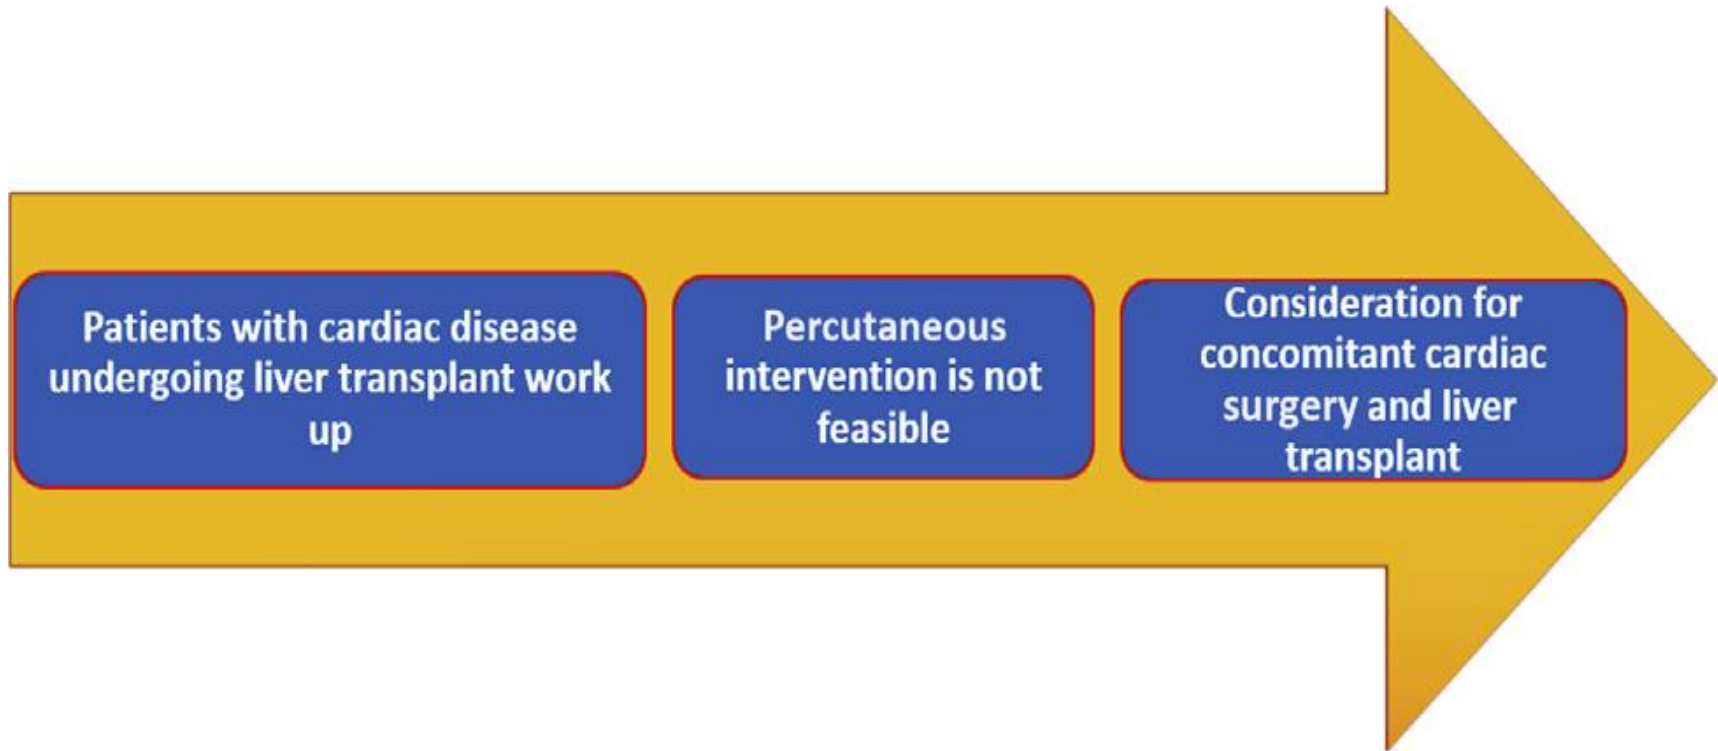 Patients with cardiac disease
undergoing liver transplant work
up
Percutaneous
intervention is not
feasible
Consideration for
concomitant cardiac
surgery and liver
transplant